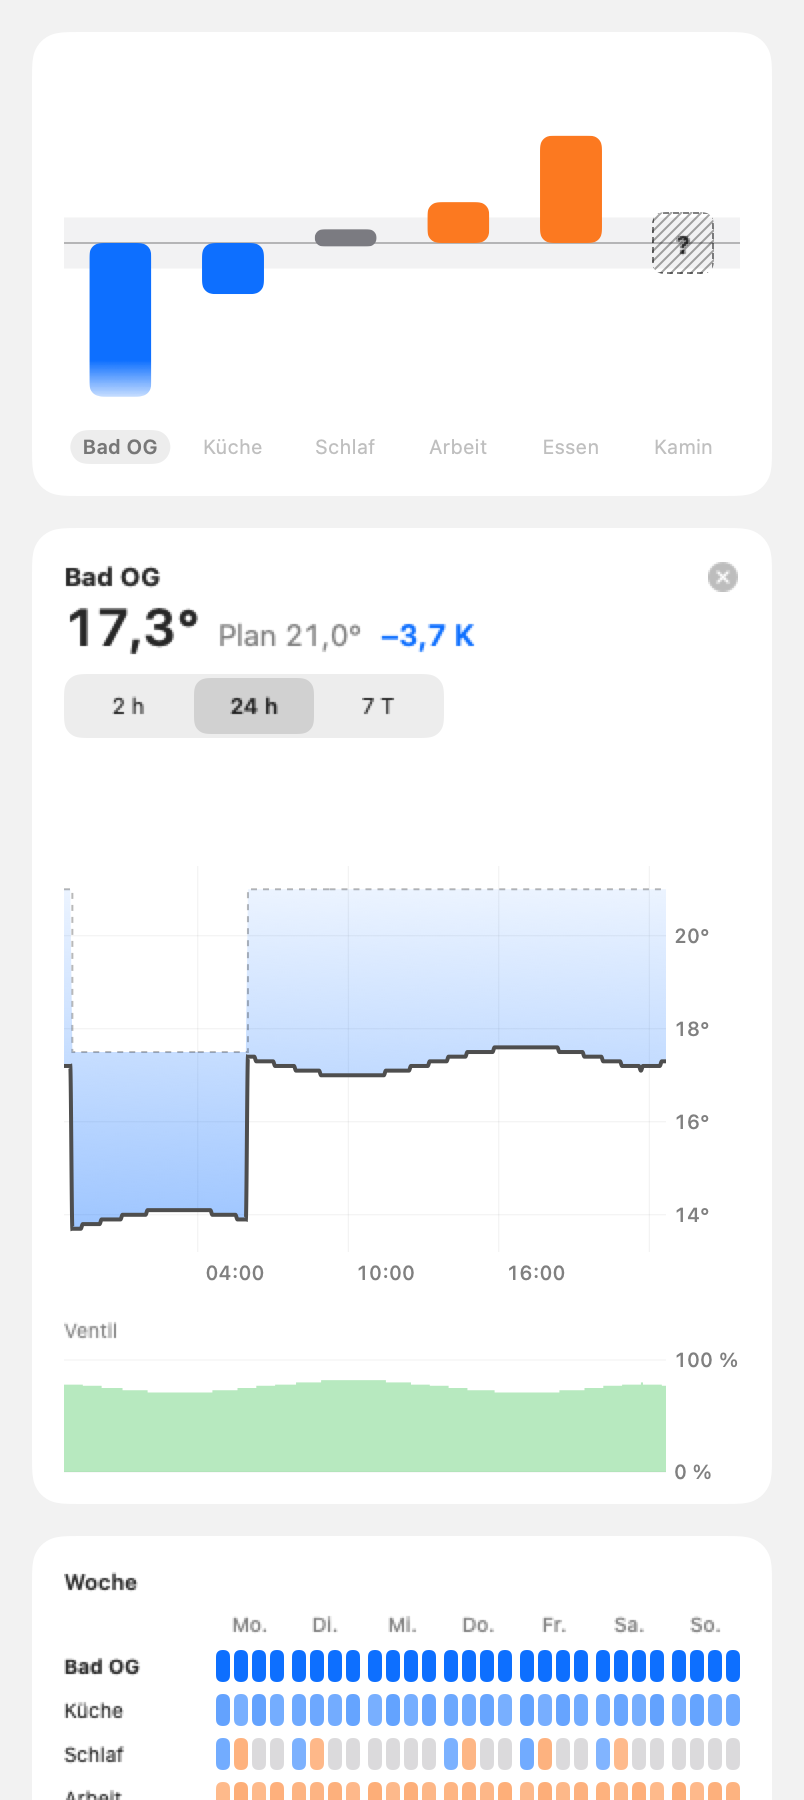 ?
Bad OG Küche Schlaf Arbeit Essen Kamin
Bad OG
17,3° Plan 21,0° −3,7 K
2 h 24 h 7 T
20°
18°
16°
14°
04:00 10:00 16:00
Ventil
100 %
0 %
Woche
Mo. Di. Mi. Do. Fr. Sa. So.
Bad OG
Küche
Schlaf
Arbeit